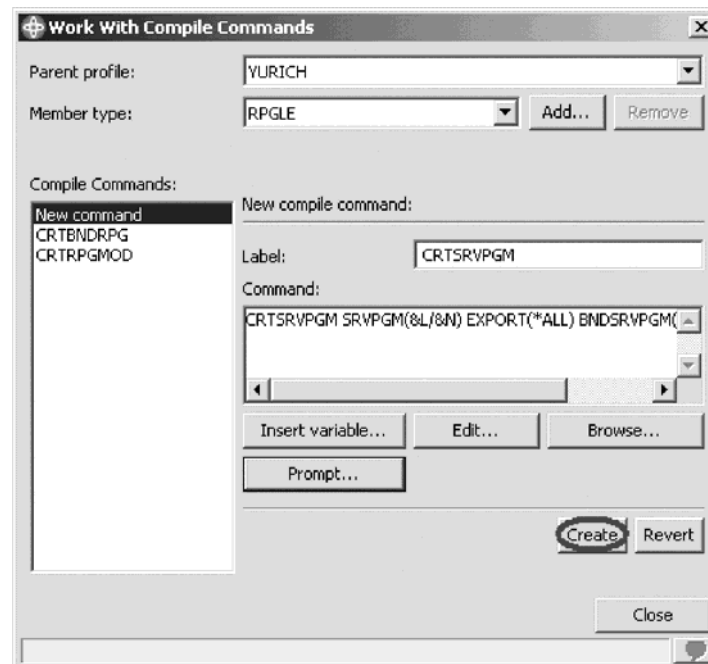 Work With Compile Commands
Parent profile: YURICH
Member type: RPGLE Add... Remove
Compile Commands:
New command
CRTBNDRPG
CRTRPGMOD
New compile command:
Label: CRTSRVPGM
Command:
CRTSRVPGM SRVPGM(&L/&N) EXPORT(*ALL) BNDSRVPGM(
Insert variable... Edit... Browse...
Prompt...
Create Revert
Close